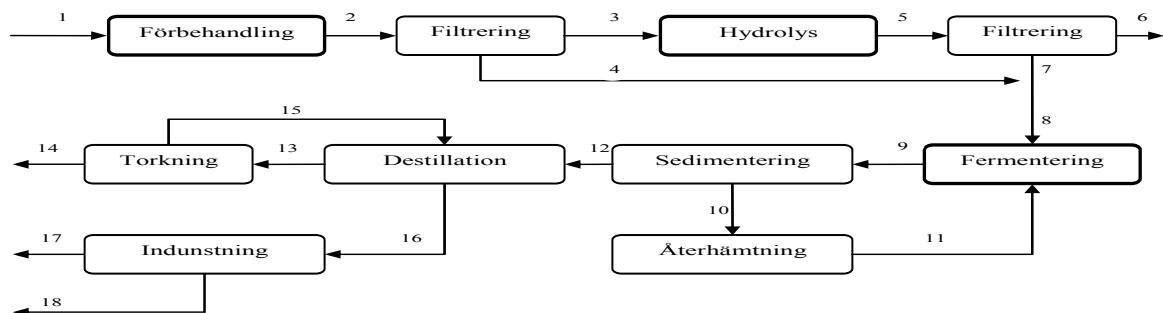 1 Förbehandling 2 Filtrering 3 Hydrolys 5 Filtrering 6
4 7
15 8
14 Torkning 13 Destillation 12 Sedimentering 9 Fermentering
10
17 Indunstning 16 Återhämtning 11
18